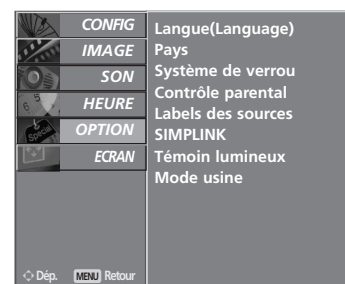 CONFIG
IMAGE
SON
HEURE
OPTION
ECRAN
Langue(Language)
Pays
Système de verrou
Contrôle parental
Labels des sources
SIMPLINK
Témoin lumineux
Mode usine
Special
Dép. MENU Retour